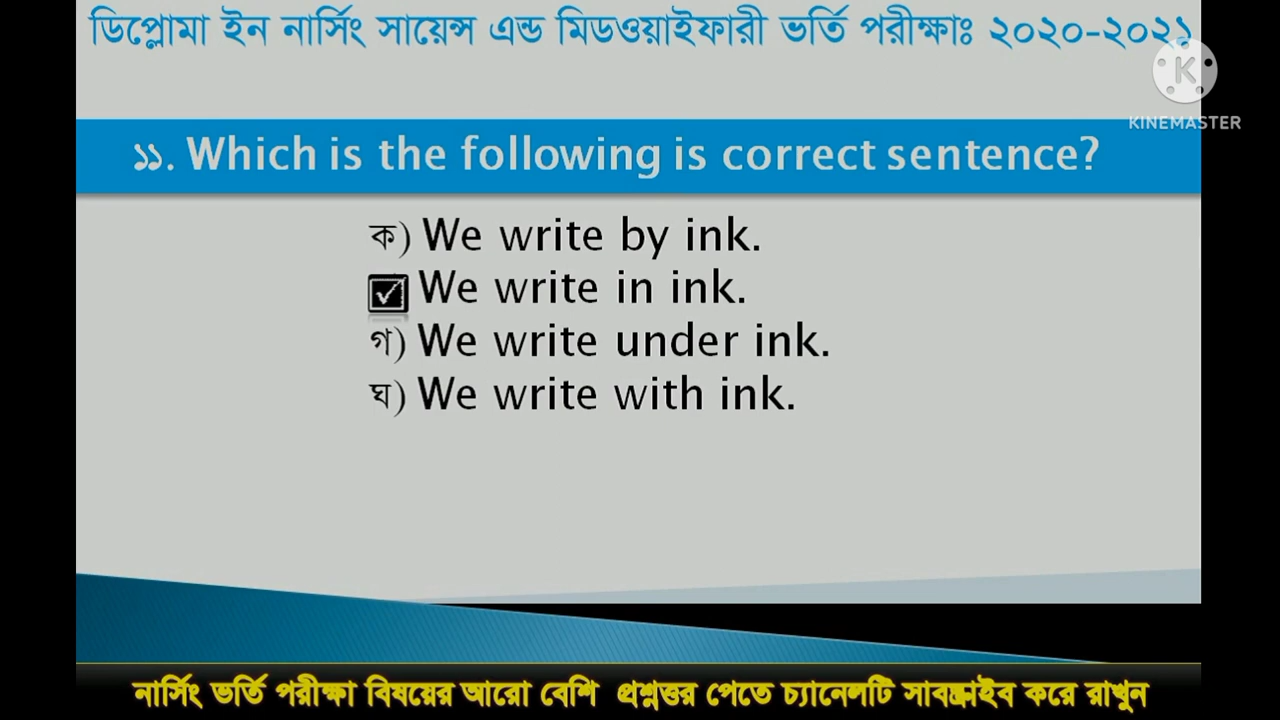 ডিপ্লোমা ইন নার্সিং সায়েন্স এন্ড মিডওয়াইফারী ভর্তি পরীক্ষাঃ ২০২০-২০২১
KINEMASTER
১১. Which is the following is correct sentence?
ক) We write by ink.
We write in ink.
গ) We write under ink.
ঘ) We write with ink.
নার্সিং ভর্তি পরীক্ষা বিষয়ের আরো বেশি প্রশ্নত্তর পেতে চ্যানেলটি সাবস্ক্রাইব করে রাখুন